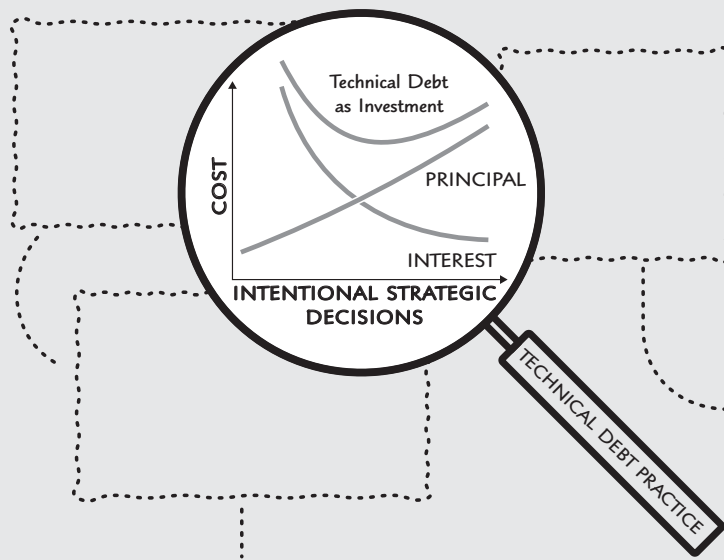 Technical Debt
as Investment
COST
PRINCIPAL
INTEREST
INTENTIONAL STRATEGIC
DECISIONS
TECHNICAL DEBT PRACTICE